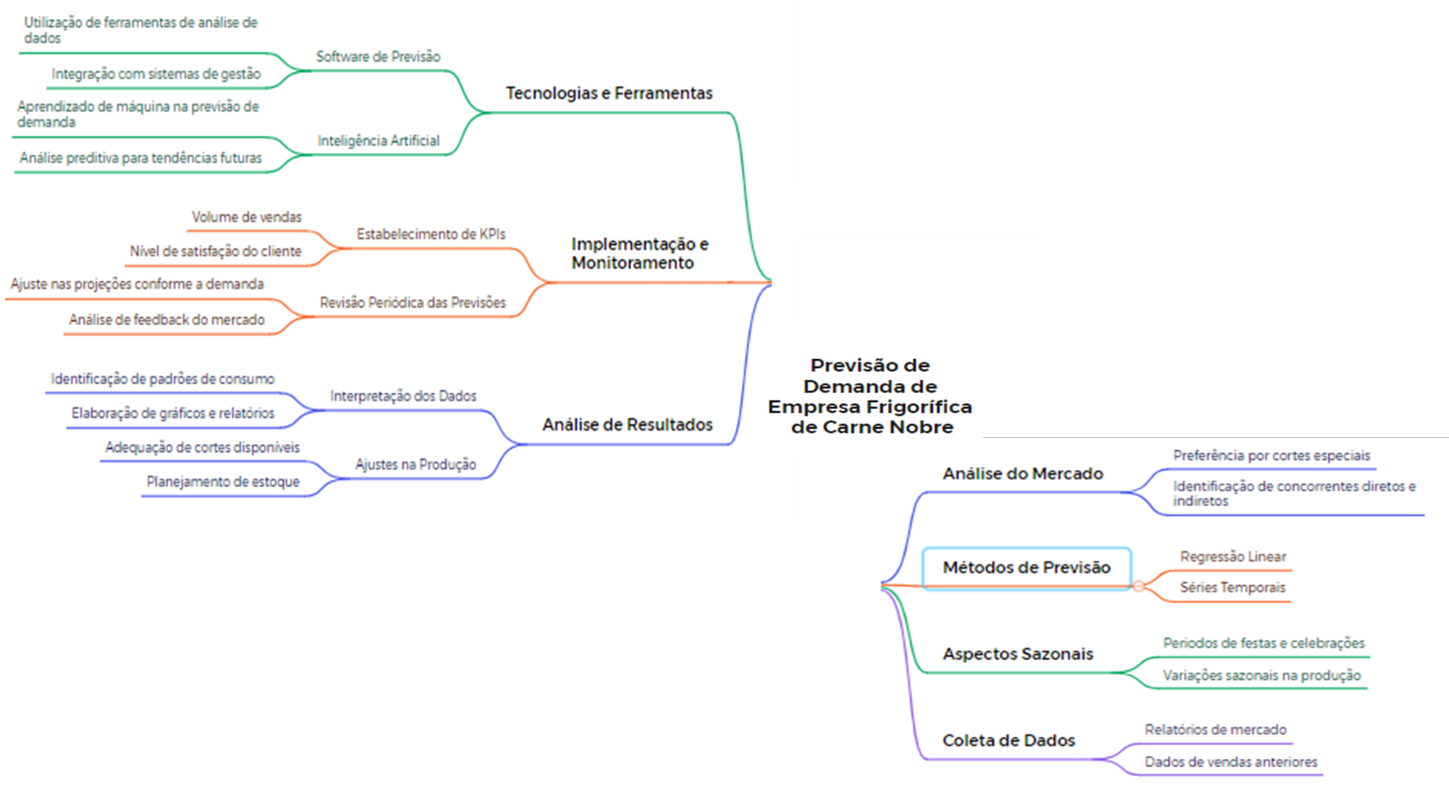 Utilização de ferramentas de análise de
dados
Software de Previsão
Integração com sistemas de gestão
Tecnologias e Ferramentas
Aprendizado de máquina na previsão de
demanda
Inteligência Artificial
Análise preditiva para tendências futuras
Volume de vendas
Estabelecimento de KPIs
Nível de satisfação do cliente
Implementação e
Monitoramento
Ajuste nas projeções conforme a demanda
Revisão Periódica das Previsões
Análise de feedback do mercado
Identificação de padrões de consumo
Interpretação dos Dados
Elaboração de gráficos e relatórios
Análise de Resultados
Adequação de cortes disponíveis
Ajustes na Produção
Planejamento de estoque
Previsão de
Demanda de
Empresa Frigorífica
de Carne Nobre
Análise do Mercado
Preferência por cortes especiais
Identificação de concorrentes diretos e
indiretos
Métodos de Previsão
Regressão Linear
Séries Temporais
Aspectos Sazonais
Periodos de festas e celebrações
Variações sazonais na produção
Coleta de Dados
Relatórios de mercado
Dados de vendas anteriores